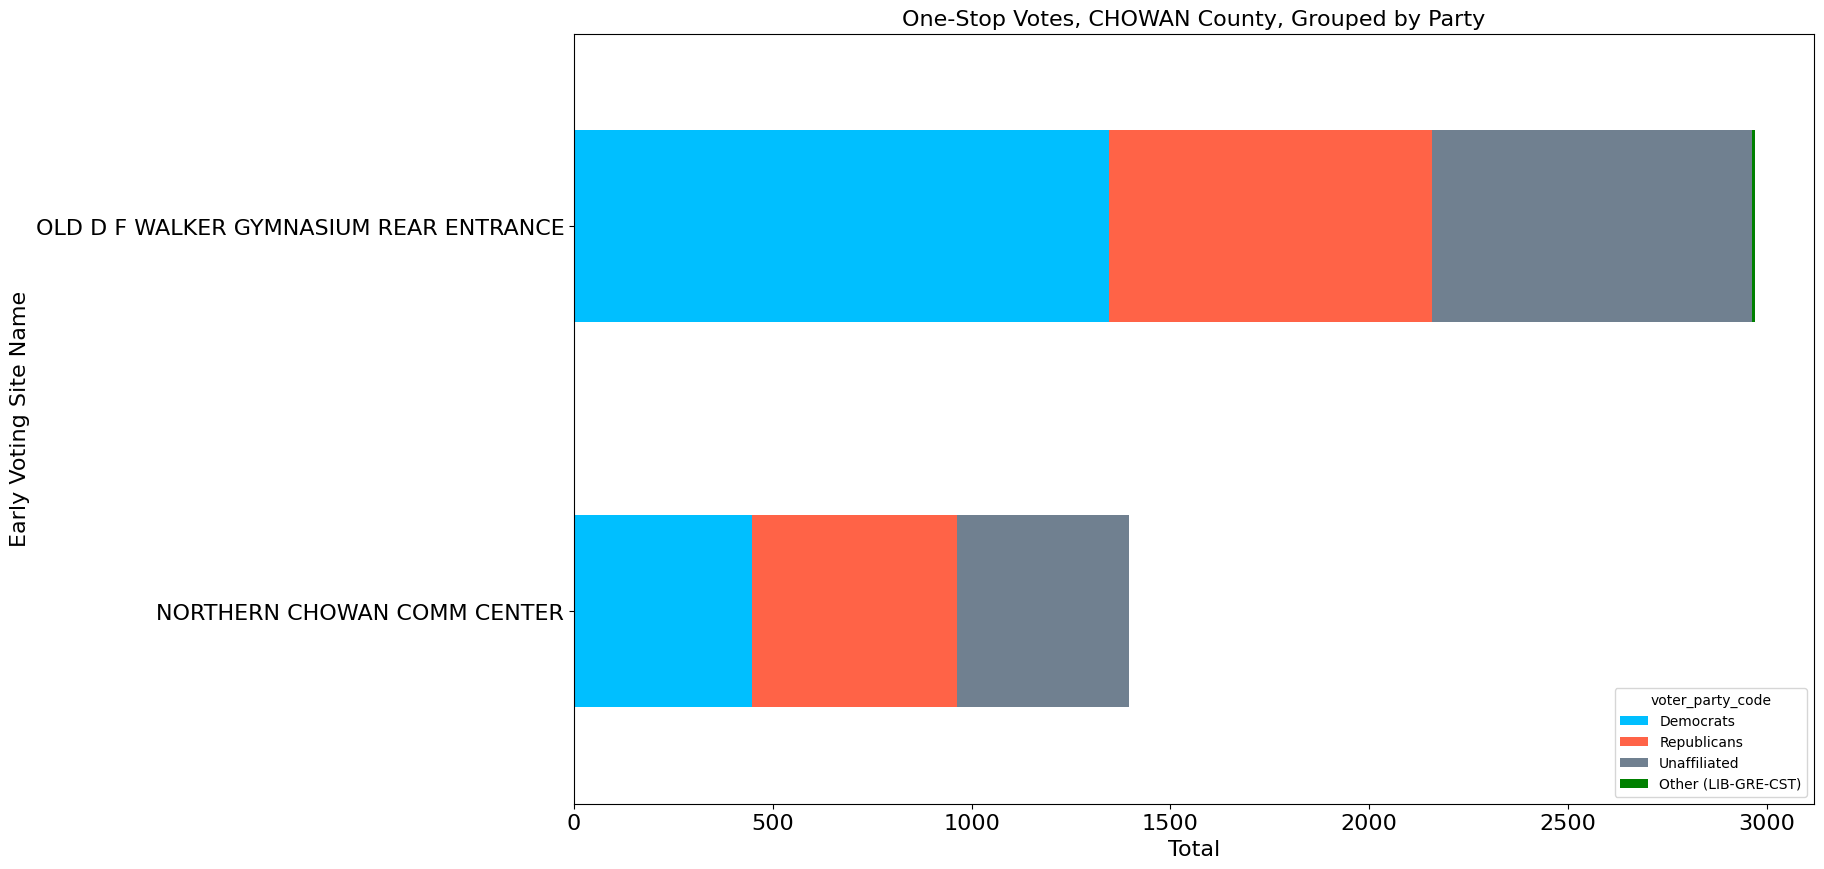 One-Stop Votes, CHOWAN County, Grouped by Party
Early Voting Site Name
OLD D F WALKER GYMNASIUM REAR ENTRANCE
NORTHERN CHOWAN COMM CENTER
voter_party_code
Democrats
Republicans
Unaffiliated
Other (LIB-GRE-CST)
0 500 1000 1500 2000 2500 3000
Total